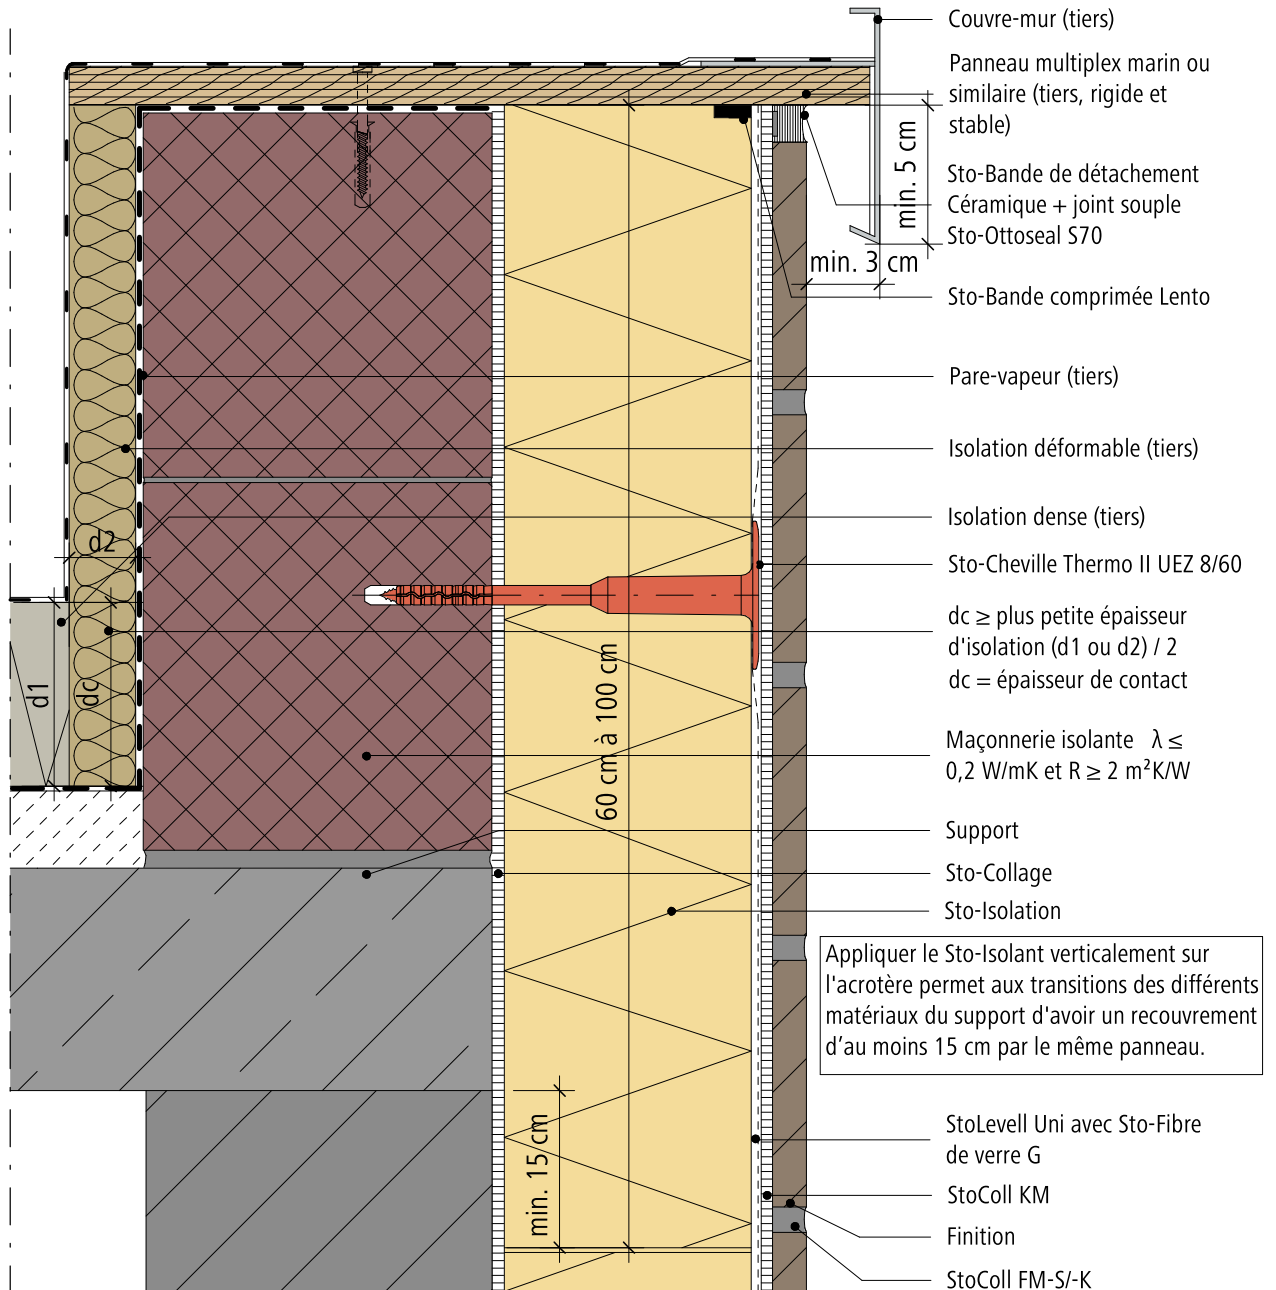 Couvre-mur (tiers)
Panneau multiplex marin ou
similaire (tiers, rigide et
stable)
min. 5 cm
Sto-Bande de détachement
Céramique + joint souple
Sto-Ottoseal S70
min. 3 cm
Sto-Bande comprimée Lento
Pare-vapeur (tiers)
Isolation déformable (tiers)
Isolation dense (tiers)
d2
Sto-Cheville Thermo II UEZ 8/60
dc ≥ plus petite épaisseur
d'isolation (d1 ou d2) / 2
dc = épaisseur de contact
d1
dc
60 cm à 100 cm
Maçonnerie isolante λ ≤
0,2 W/mK et R ≥ 2 m²K/W
Support
Sto-Collage
Sto-Isolation
Appliquer le Sto-Isolant verticalement sur
l'acrotère permet aux transitions des différents
matériaux du support d'avoir un recouvrement
d’au moins 15 cm par le même panneau.
min. 15 cm
StoLevell Uni avec Sto-Fibre
de verre G
StoColl KM
Finition
StoColl FM-S/-K